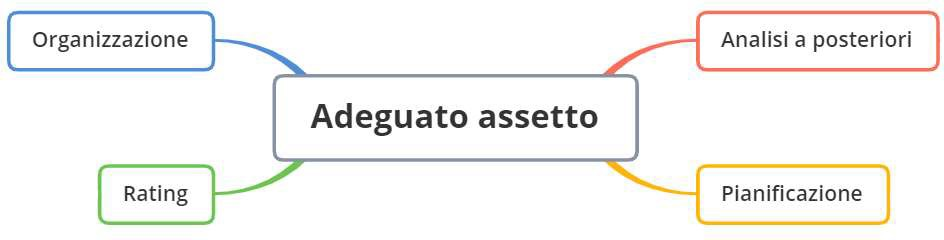 Organizzazione
Analisi a posteriori
Adeguato assetto
Rating
Pianificazione